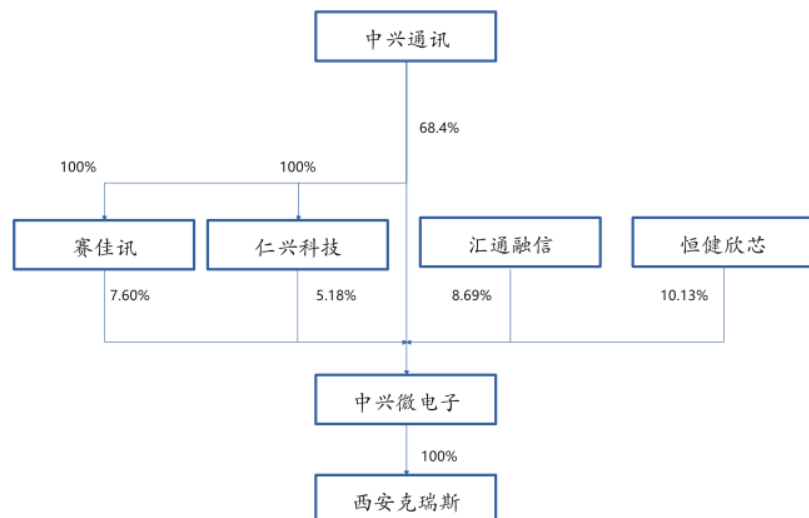 中兴通讯
68.4%
100%
100%
赛佳讯
仁兴科技
汇通融信
恒健欣芯
7.60%
5.18%
8.69%
10.13%
中兴微电子
100%
西安克瑞斯